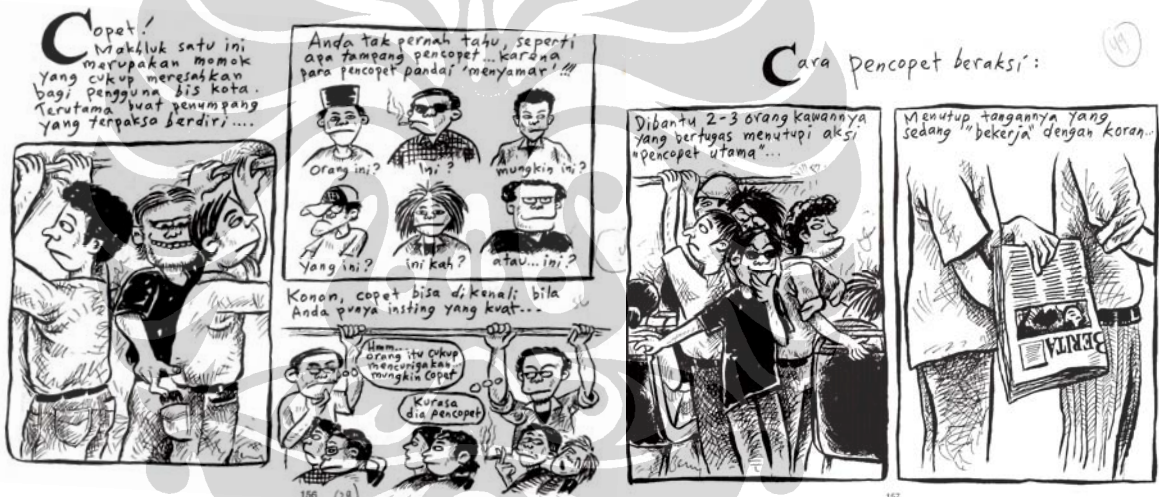 Copet!
Makhluk satu ini
merupakan momok
yang cukup meresahkan
bagi pengguna bis kota.
Terutama buat penumpang
yang terpaksa berdiri....
Anda tak pernah tahu, seperti
apa tampang pencopet... karena
para pencopet pandai 'menyamar'!!!
Orang ini?
Ini?
mungkin ini?
Yang ini?
ini kah?
atau... ini?
Konon, copet bisa dikenali bila
Anda punya insting yang kuat...
Hmm...
orang itu cukup
mencurigakan..
mungkin copet
Kurasa
dia pencopet
156
(28)
49
Cara pencopet beraksi:
Dibantu 2-3 orang kawannya
yang bertugas menutupi aksi
"pencopet utama"...
Menutup tangannya yang
sedang "bekerja" dengan koran...
BERITA
157